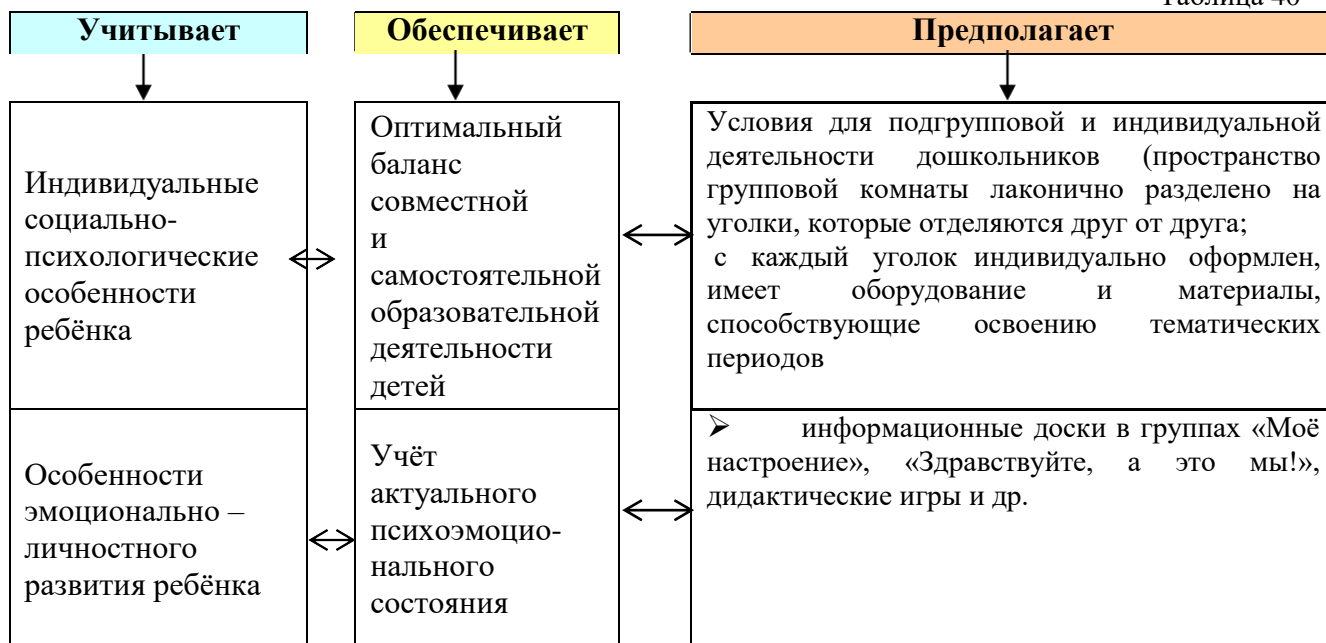 Таблица 40
Учитывает
Обеспечивает
Предполагает
Индивидуальные
социально-
психологические
особенности
ребёнка
Оптимальный
баланс
совместной
и
самостоятельной
образовательной
деятельности
детей
Условия для подгрупповой и индивидуальной
деятельности дошкольников (пространство
групповой комнаты лаконично разделено на
уголки, которые отделяются друг от друга;
с каждый уголок индивидуально оформлен,
имеет оборудование и материалы,
способствующие освоению тематических
периодов
Особенности
эмоционально –
личностного
развития ребёнка
Учёт
актуального
психоэмоцио-
нального
состояния
➢ информационные доски в группах «Моё
настроение», «Здравствуйте, а это мы!»,
дидактические игры и др.